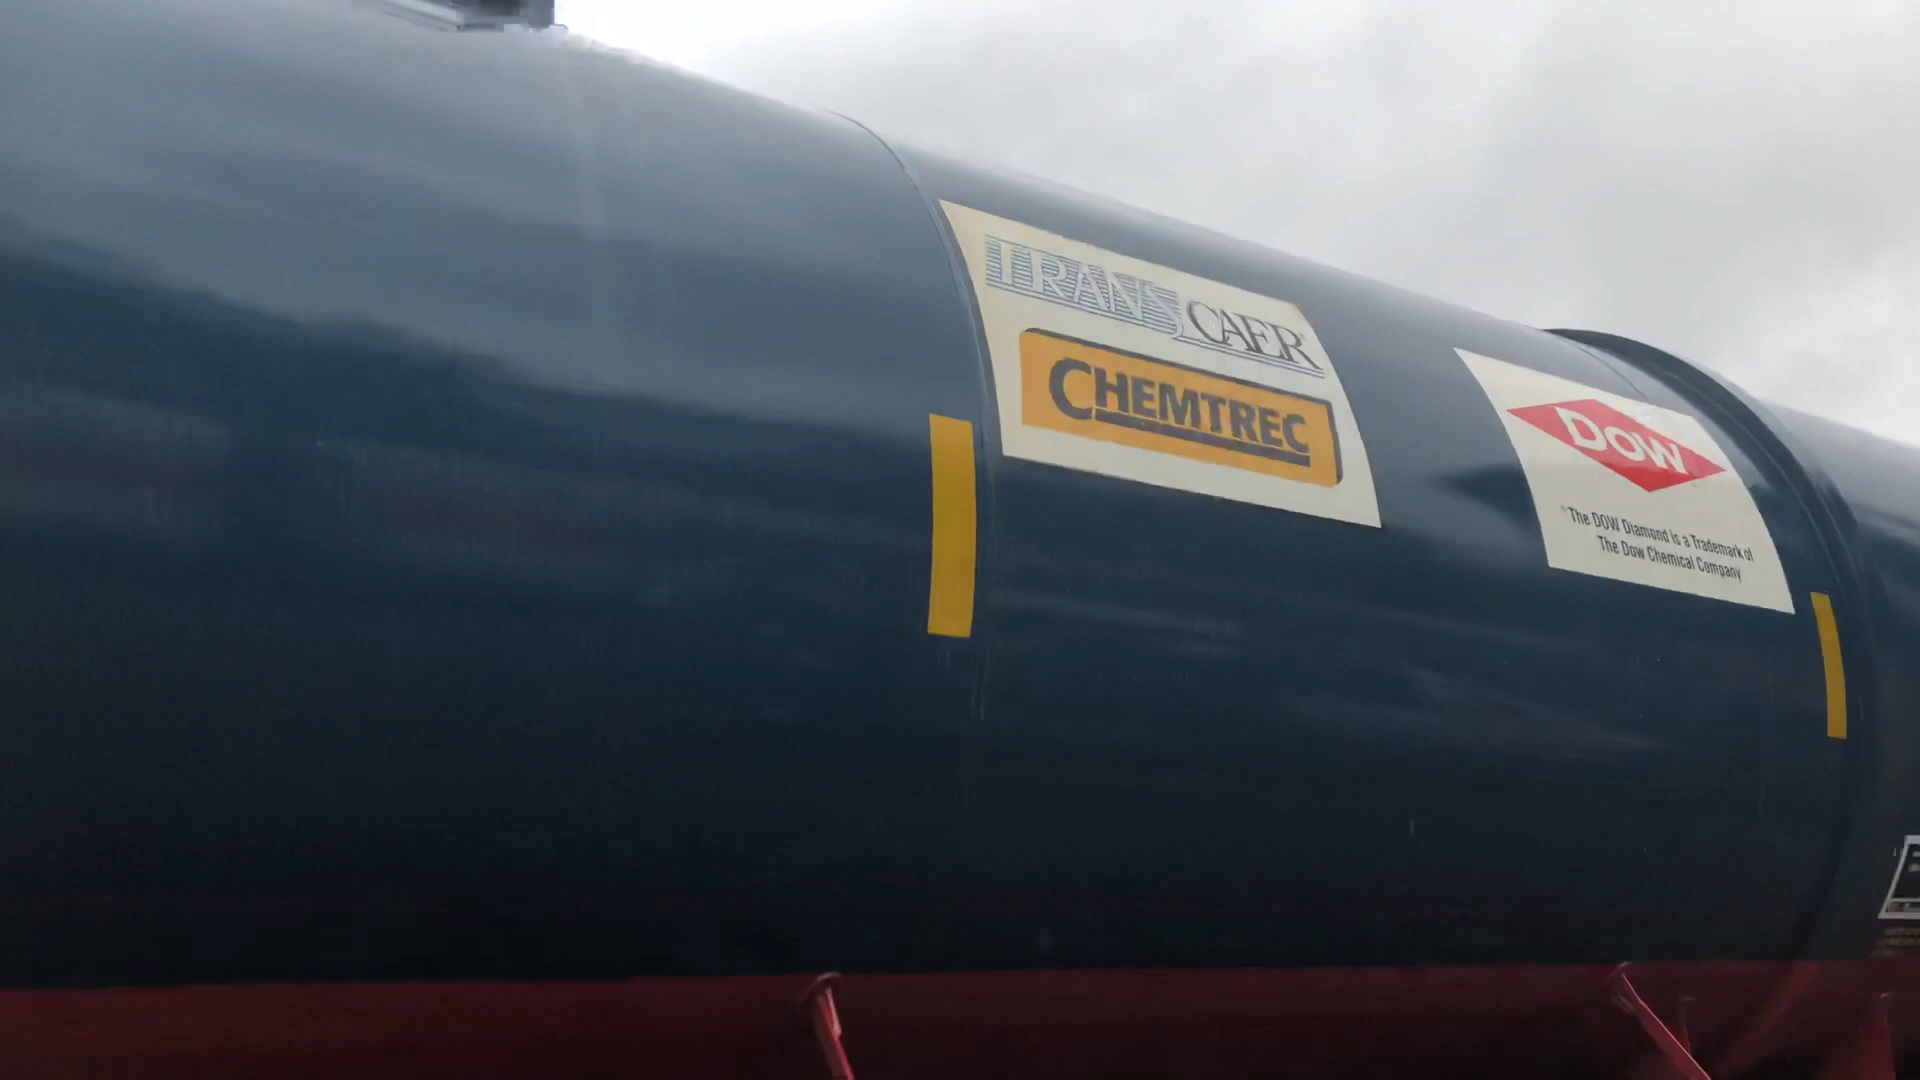 TRANSCAER
CHEMTREC
DOW
The DOW Diamond is a Trademark of
The Dow Chemical Company